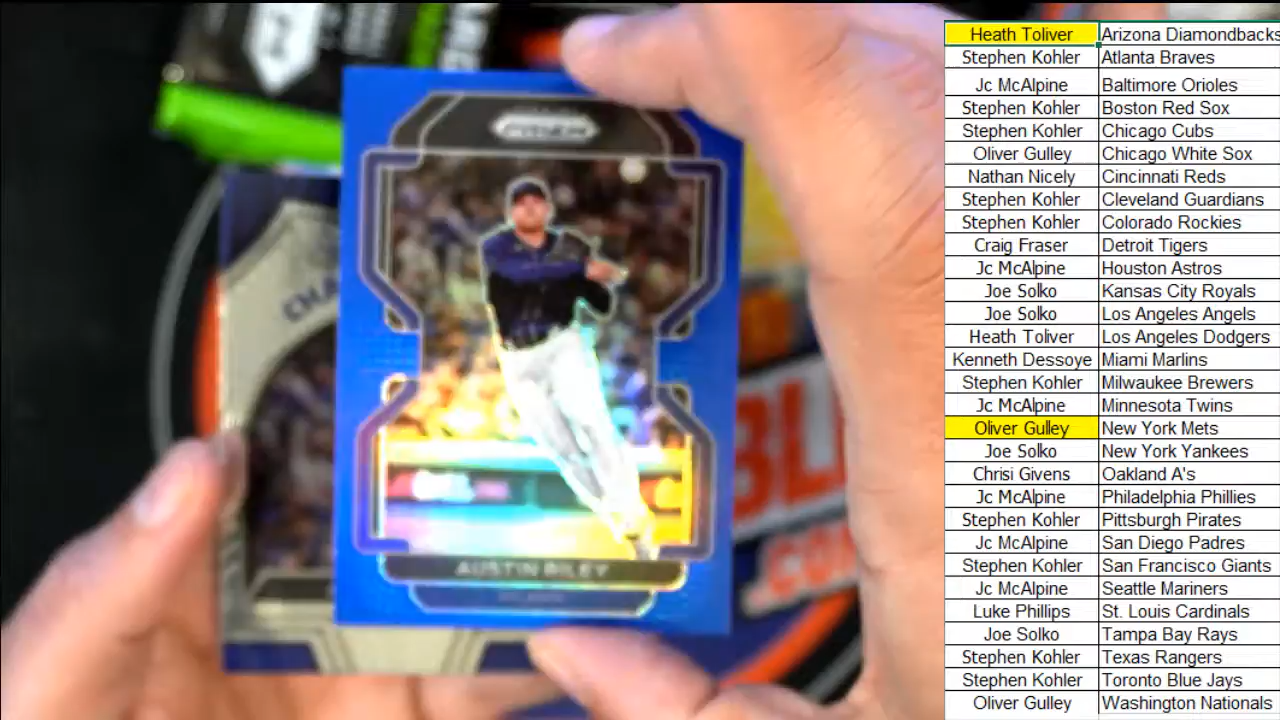 PRIZM
AUSTIN RILEY
ATLANTA
BL
.COM
Heath Toliver Arizona Diamondbacks
Stephen Kohler Atlanta Braves
Jc McAlpine Baltimore Orioles
Stephen Kohler Boston Red Sox
Stephen Kohler Chicago Cubs
Oliver Gulley Chicago White Sox
Nathan Nicely Cincinnati Reds
Stephen Kohler Cleveland Guardians
Stephen Kohler Colorado Rockies
Craig Fraser Detroit Tigers
Jc McAlpine Houston Astros
Joe Solko Kansas City Royals
Joe Solko Los Angeles Angels
Heath Toliver Los Angeles Dodgers
Kenneth Dessoye Miami Marlins
Stephen Kohler Milwaukee Brewers
Jc McAlpine Minnesota Twins
Oliver Gulley New York Mets
Joe Solko New York Yankees
Chrisi Givens Oakland A's
Jc McAlpine Philadelphia Phillies
Stephen Kohler Pittsburgh Pirates
Jc McAlpine San Diego Padres
Stephen Kohler San Francisco Giants
Jc McAlpine Seattle Mariners
Luke Phillips St. Louis Cardinals
Joe Solko Tampa Bay Rays
Stephen Kohler Texas Rangers
Stephen Kohler Toronto Blue Jays
Oliver Gulley Washington Nationals